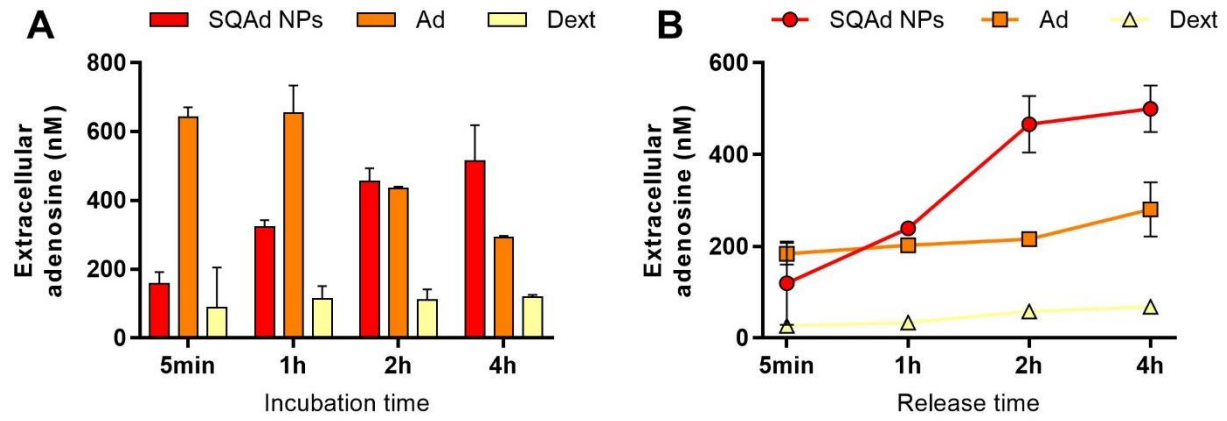 A
SQAd NPs Ad Dext
Extracellular
adenosine (nM)
800
600
400
200
0
5min 1h 2h 4h
Incubation time
B
SQAd NPs Ad Dext
Extracellular
adenosine (nM)
600
400
200
0
5min 1h 2h 4h
Release time